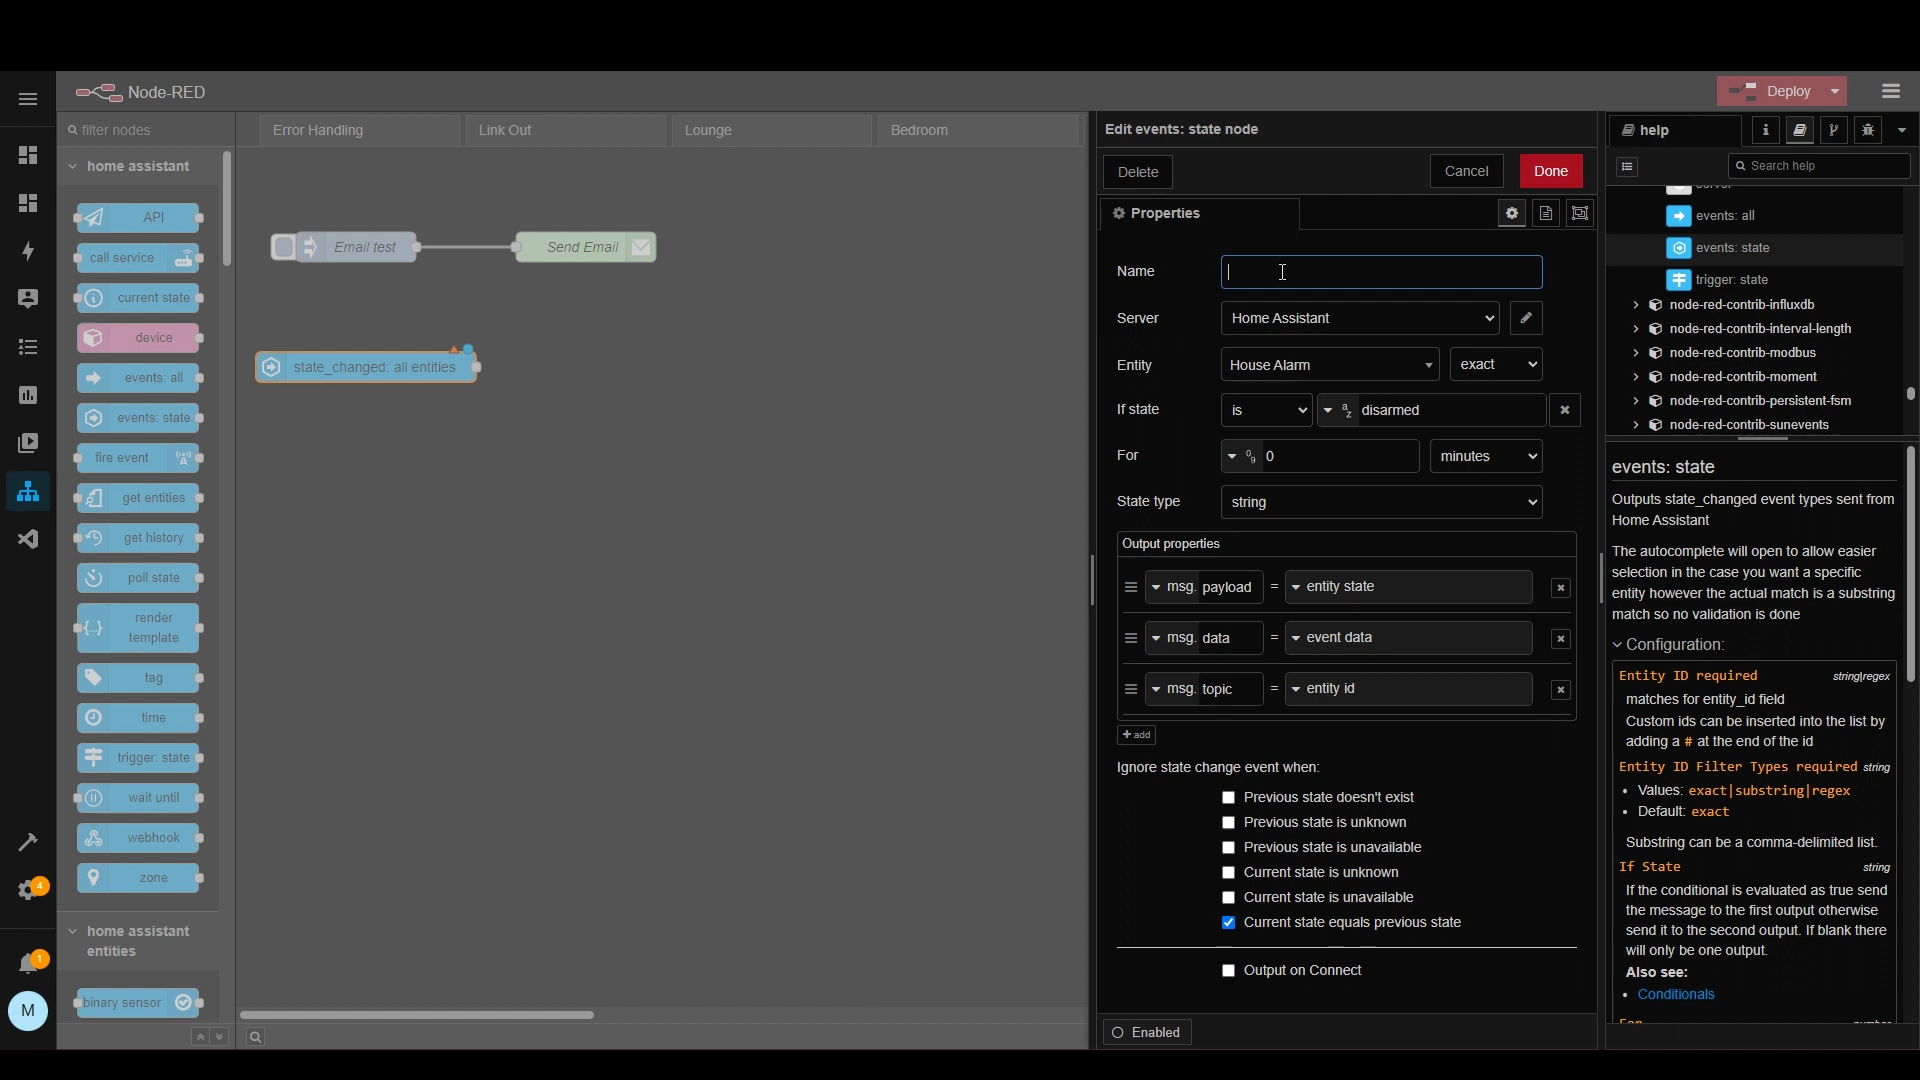 Node-RED
Deploy
filter nodes
Error Handling
Link Out
Lounge
Bedroom
home assistant
API
call service
current state
device
events: all
events: state
fire event
get entities
get history
poll state
render
template
tag
time
trigger: state
wait until
webhook
zone
home assistant
entities
binary sensor
4
1
M
Email test
Send Email
state_changed: all entities
Edit events: state node
Delete
Cancel
Done
Properties
Name
Server
Home Assistant
Entity
House Alarm
exact
If state
is
az disarmed
For
09 0
minutes
State type
string
Output properties
msg. payload = entity state
msg. data = event data
msg. topic = entity id
+ add
Ignore state change event when:
Previous state doesn't exist
Previous state is unknown
Previous state is unavailable
Current state is unknown
Current state is unavailable
Current state equals previous state
Output on Connect
Enabled
help
i
Search help
events: all
events: state
trigger: state
node-red-contrib-influxdb
node-red-contrib-interval-length
node-red-contrib-modbus
node-red-contrib-moment
node-red-contrib-persistent-fsm
node-red-contrib-sunevents
events: state
Outputs state_changed event types sent from
Home Assistant
The autocomplete will open to allow easier
selection in the case you want a specific
entity however the actual match is a substring
match so no validation is done
Configuration:
Entity ID required string|regex
matches for entity_id field
Custom ids can be inserted into the list by
adding a # at the end of the id
Entity ID Filter Types required string
• Values: exact|substring|regex
• Default: exact
Substring can be a comma-delimited list.
If State string
If the conditional is evaluated as true send
the message to the first output otherwise
send it to the second output. If blank there
will only be one output.
Also see:
• Conditionals